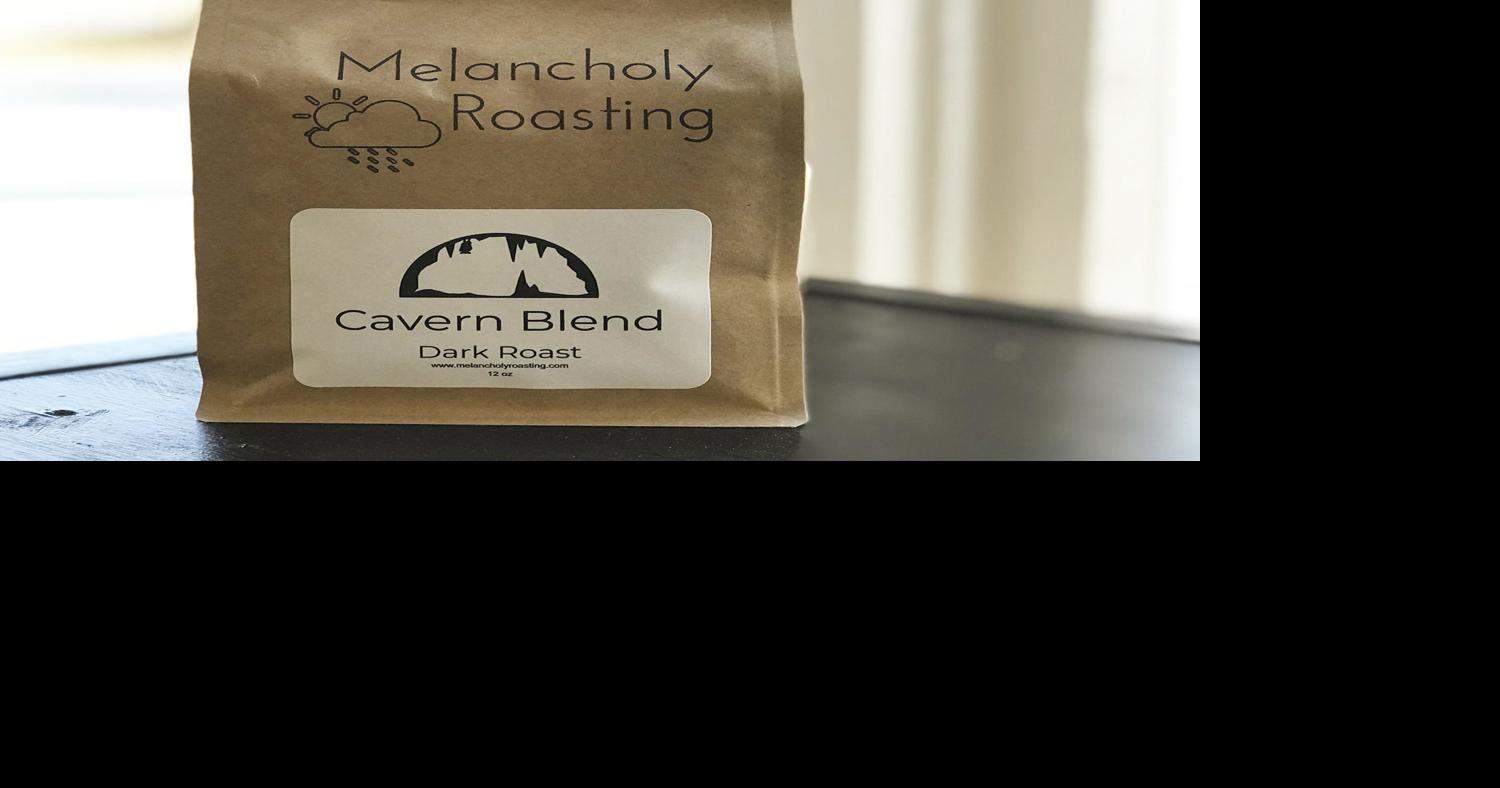 Melancholy
Roasting
Cavern Blend
Dark Roast
www.melancholyroasting.com
12 oz